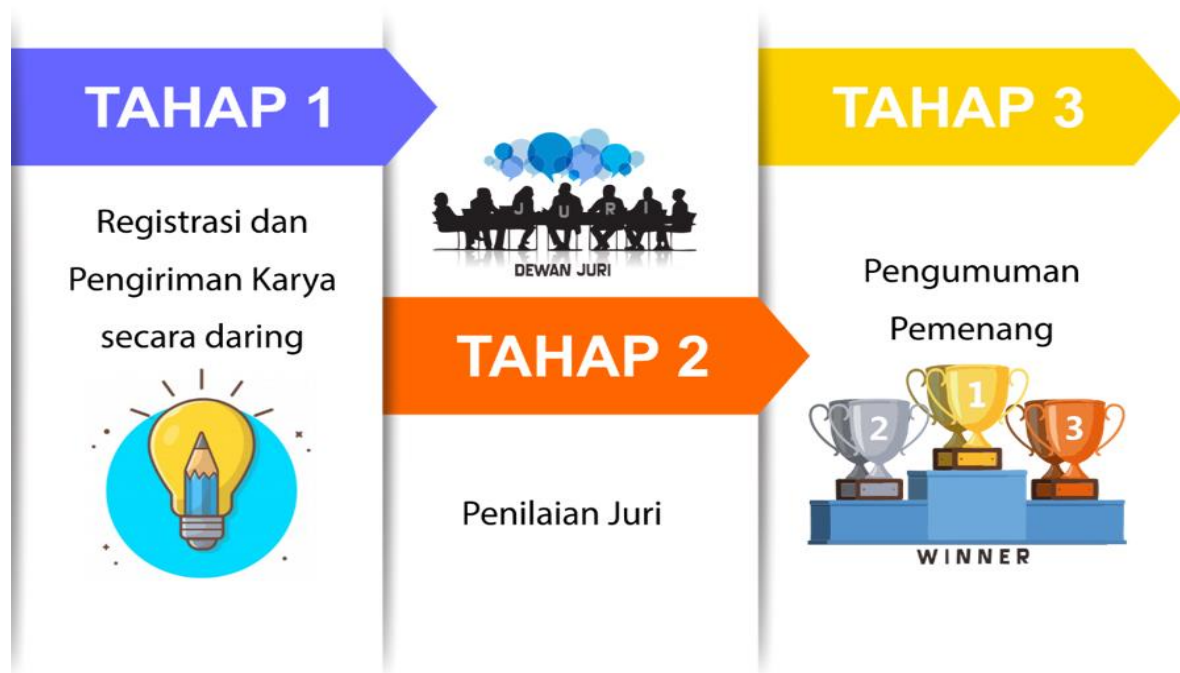 TAHAP 1
Registrasi dan
Pengiriman Karya
secara daring
J U R I
DEWAN JURI
TAHAP 2
Penilaian Juri
TAHAP 3
Pengumuman
Pemenang
2 1 3
WINNER